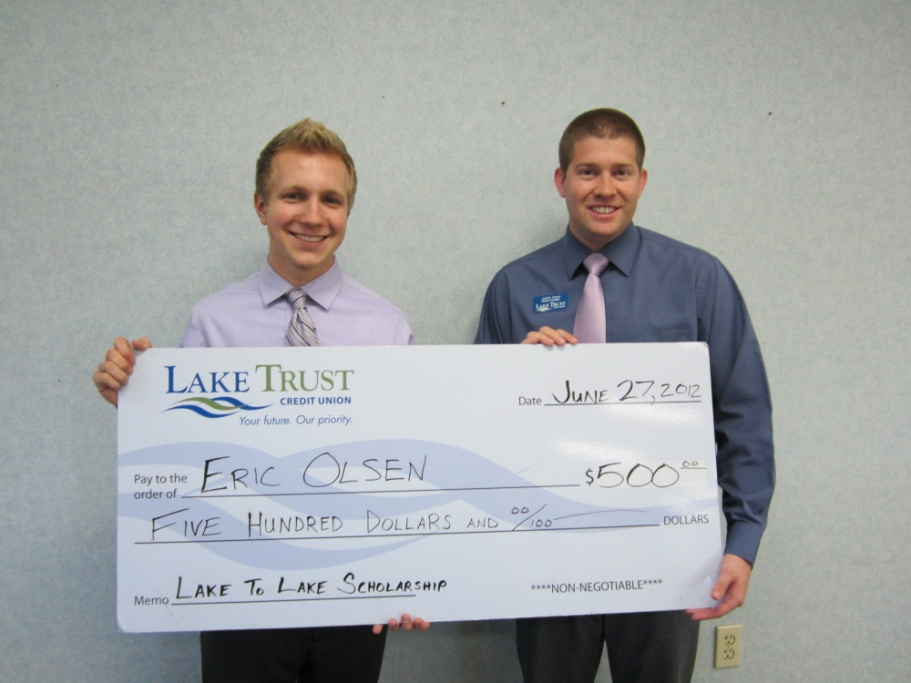 LAKE TRUST
CREDIT UNION
Your future. Our priority.
Date JUNE 27, 2012
Pay to the
order of ERIC OLSEN $500 00
FIVE HUNDRED DOLLARS AND 00/100 DOLLARS
Memo LAKE TO LAKE SCHOLARSHIP
****NON-NEGOTIABLE****
LAKE TRUST